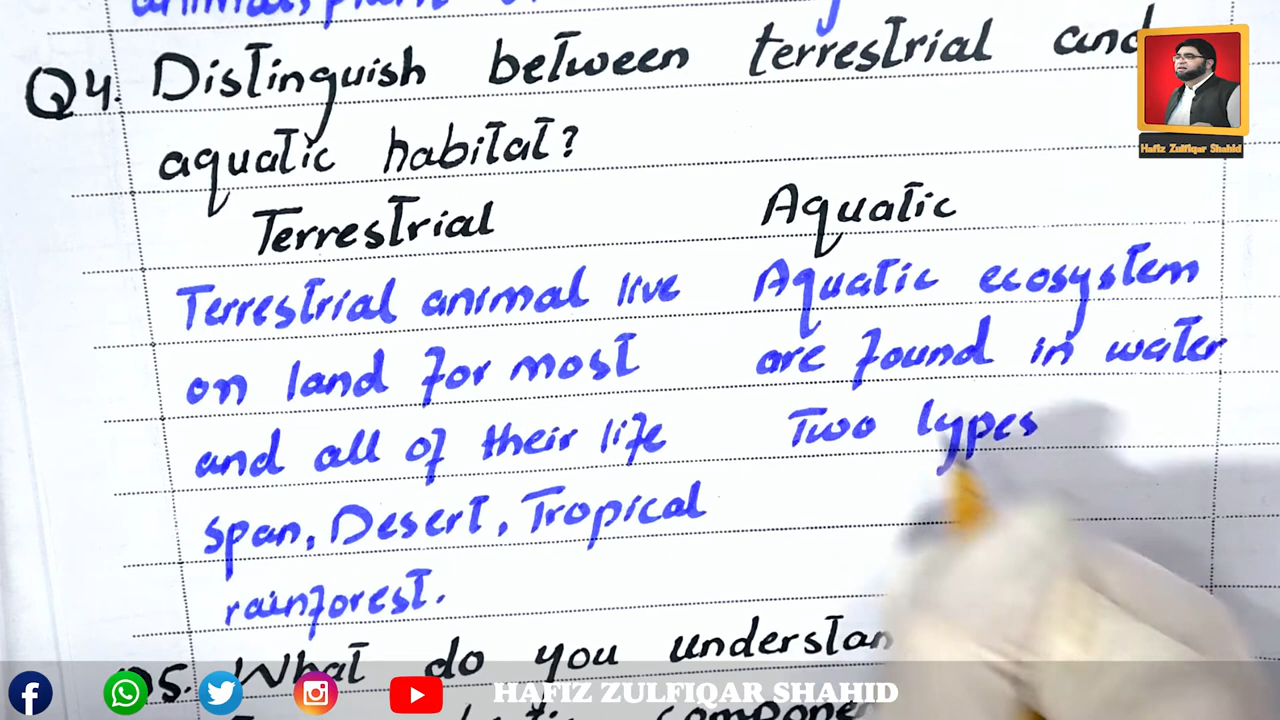 Q4. Distinguish between terrestrial and
aquatic habitat?
Terrestrial
Aquatic
Terrestrial animal live
on land for most
and all of their life
span, Desert, Tropical
rainforest.
Aquatic ecosystem
are found in water
Two types
Q5. What do you understan
Hafiz Zulfiqar Shahid
HAFIZ ZULFIQAR SHAHID